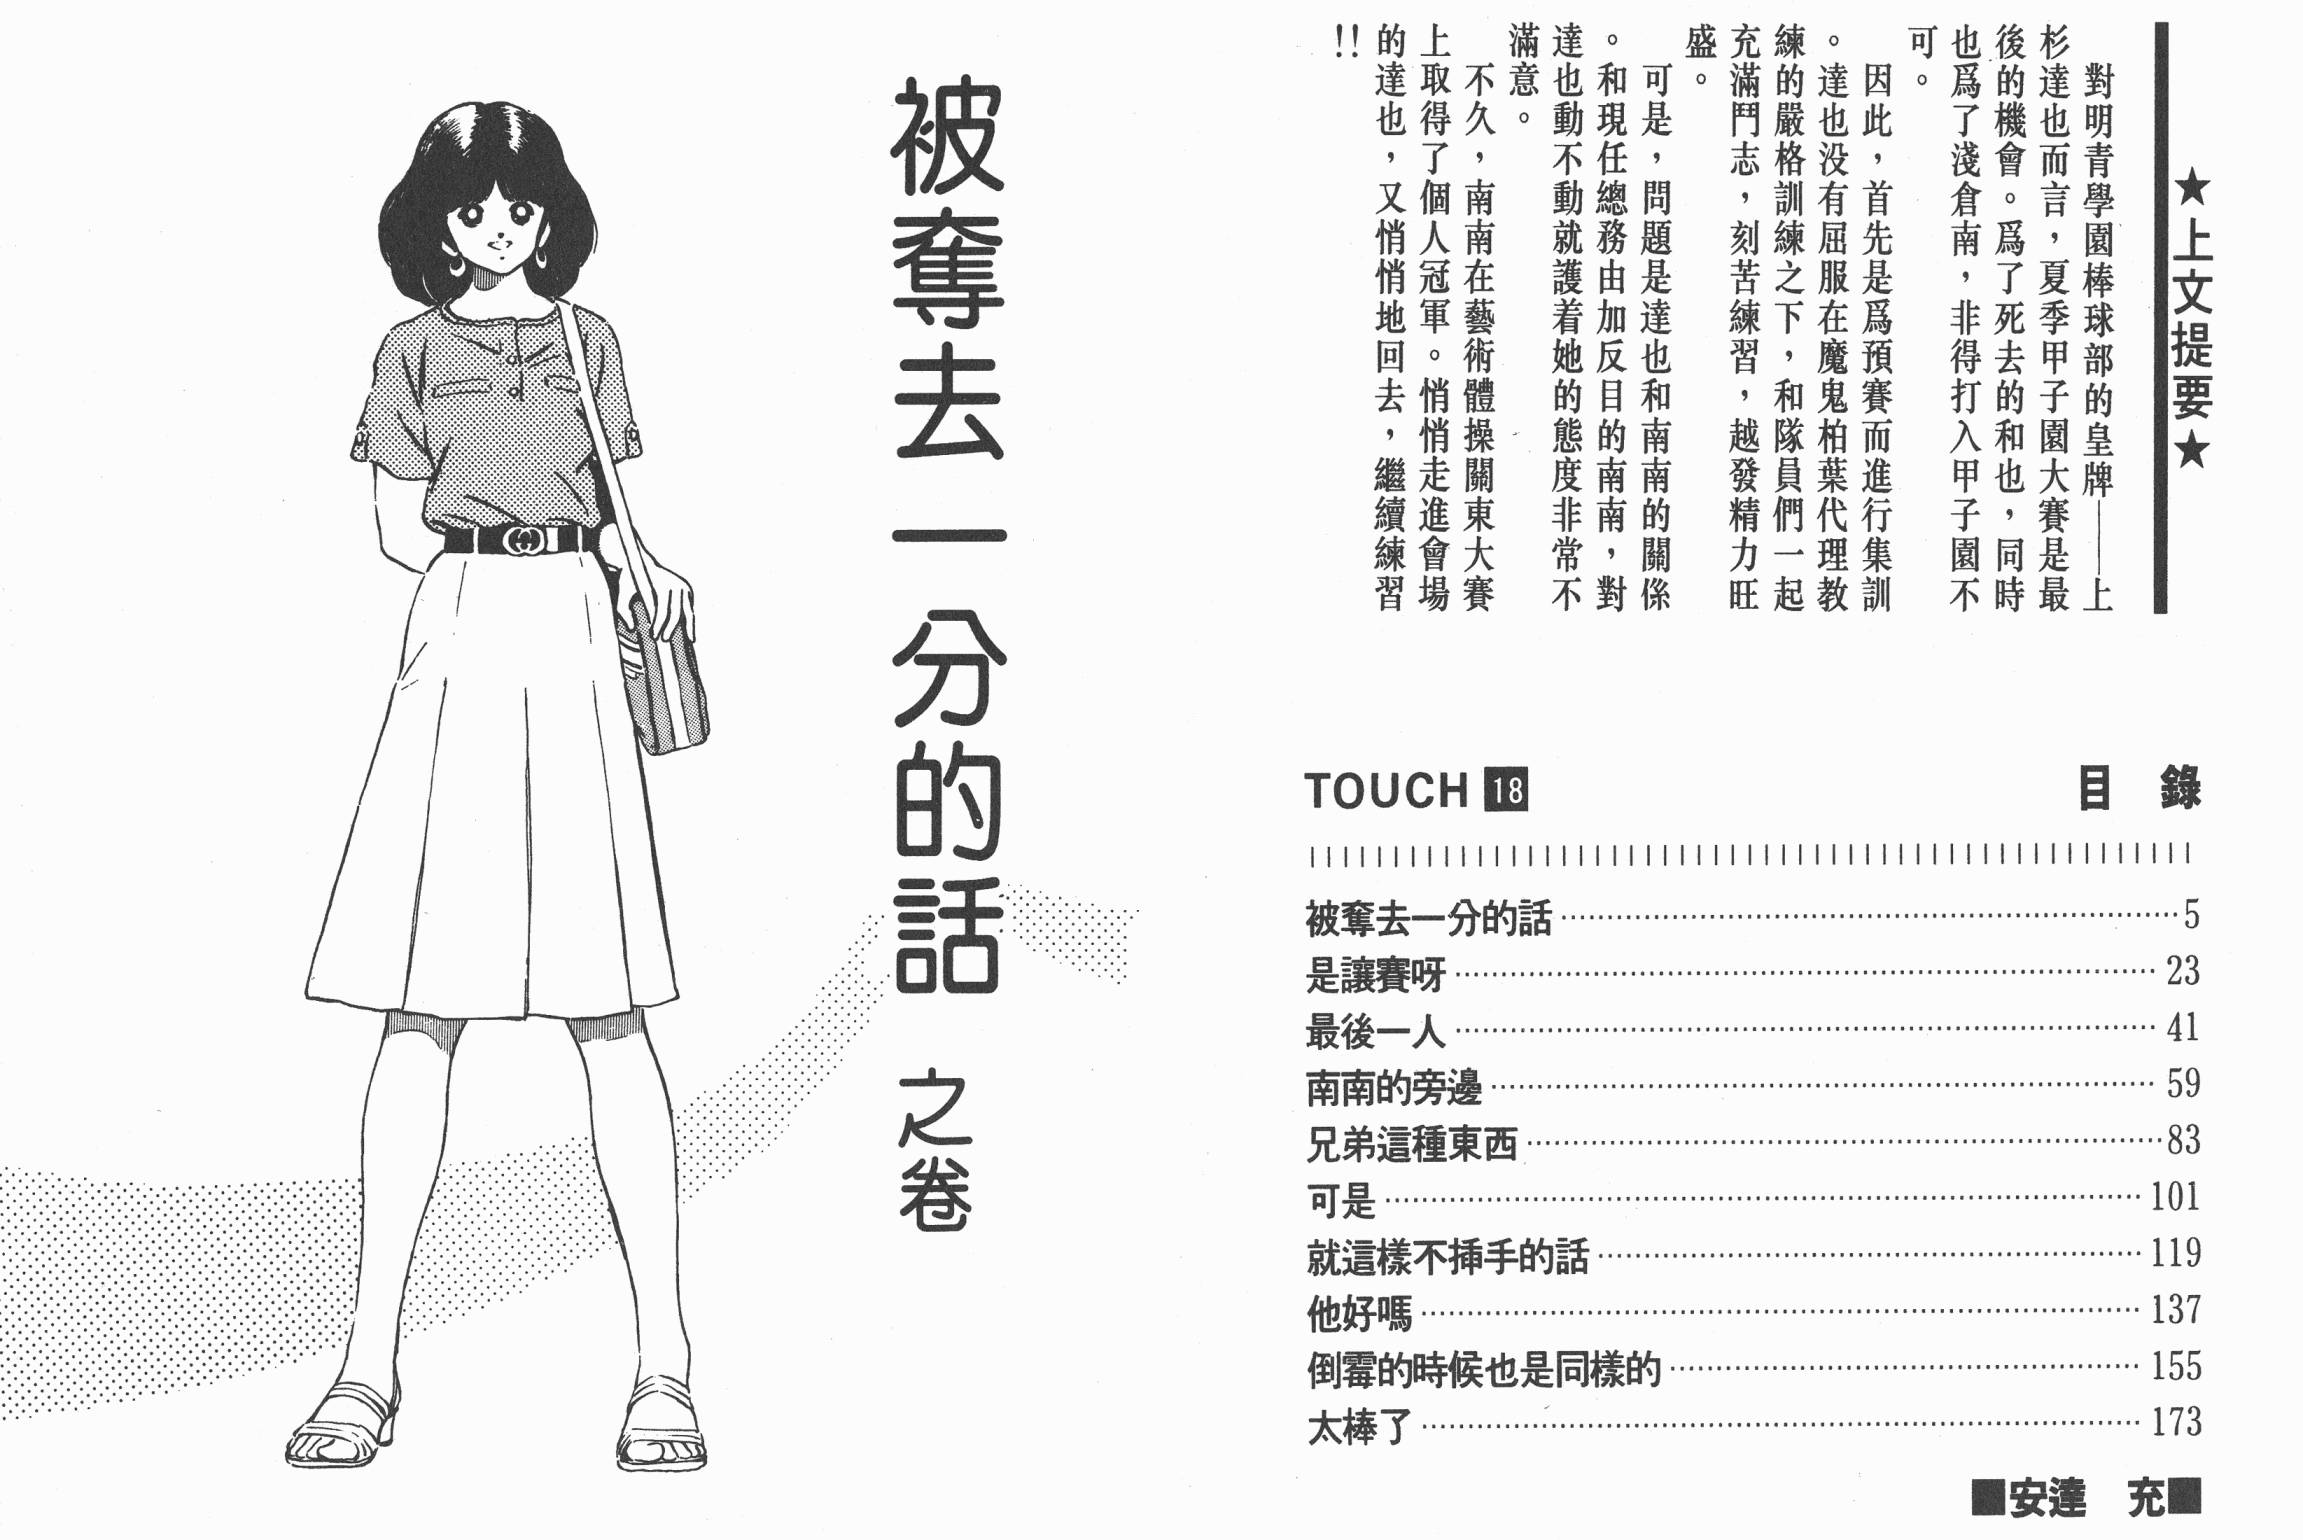 ★上文提要★
對明青學園棒球部的皇牌——上
杉達也而言，夏季甲子園大賽是最
後的機會。爲了死去的和也，同時
也爲了淺倉南，非得打入甲子園不
可。
因此，首先是爲預賽而進行集訓
。達也没有屈服在魔鬼柏葉代理教
練的嚴格訓練之下，和隊員們一起
充滿鬥志，刻苦練習，越發精力旺
盛。
可是，問題是達也和南南的關係
。和現任總務由加反目的南南，對
達也動不動就護着她的態度非常不
滿意。
不久，南南在藝術體操關東大賽
上取得了個人冠軍。悄悄走進會場
的達也，又悄悄地回去，繼續練習
!!
TOUCH 18
目 錄
被奪去一分的話 5
是讓賽呀 23
最後一人 41
南南的旁邊 59
兄弟這種東西 83
可是 101
就這樣不揷手的話 119
他好嗎 137
倒霉的時候也是同樣的 155
太棒了 173
■安達 充■
被奪去一分的話 之卷